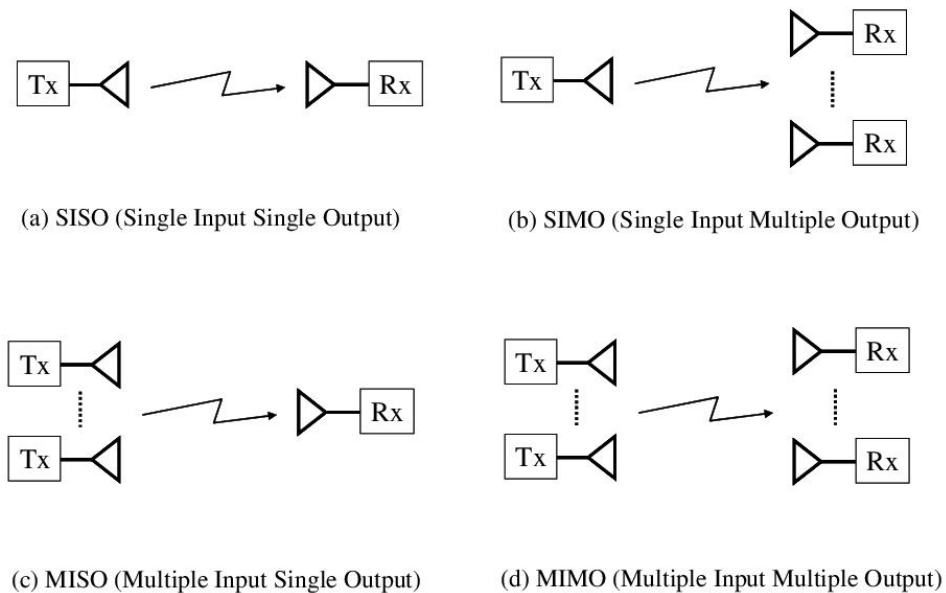 Tx Rx
Tx Rx
Rx
(a) SISO (Single Input Single Output)
(b) SIMO (Single Input Multiple Output)
Tx
Tx
Rx
Tx
Tx
Rx
Rx
(c) MISO (Multiple Input Single Output)
(d) MIMO (Multiple Input Multiple Output)